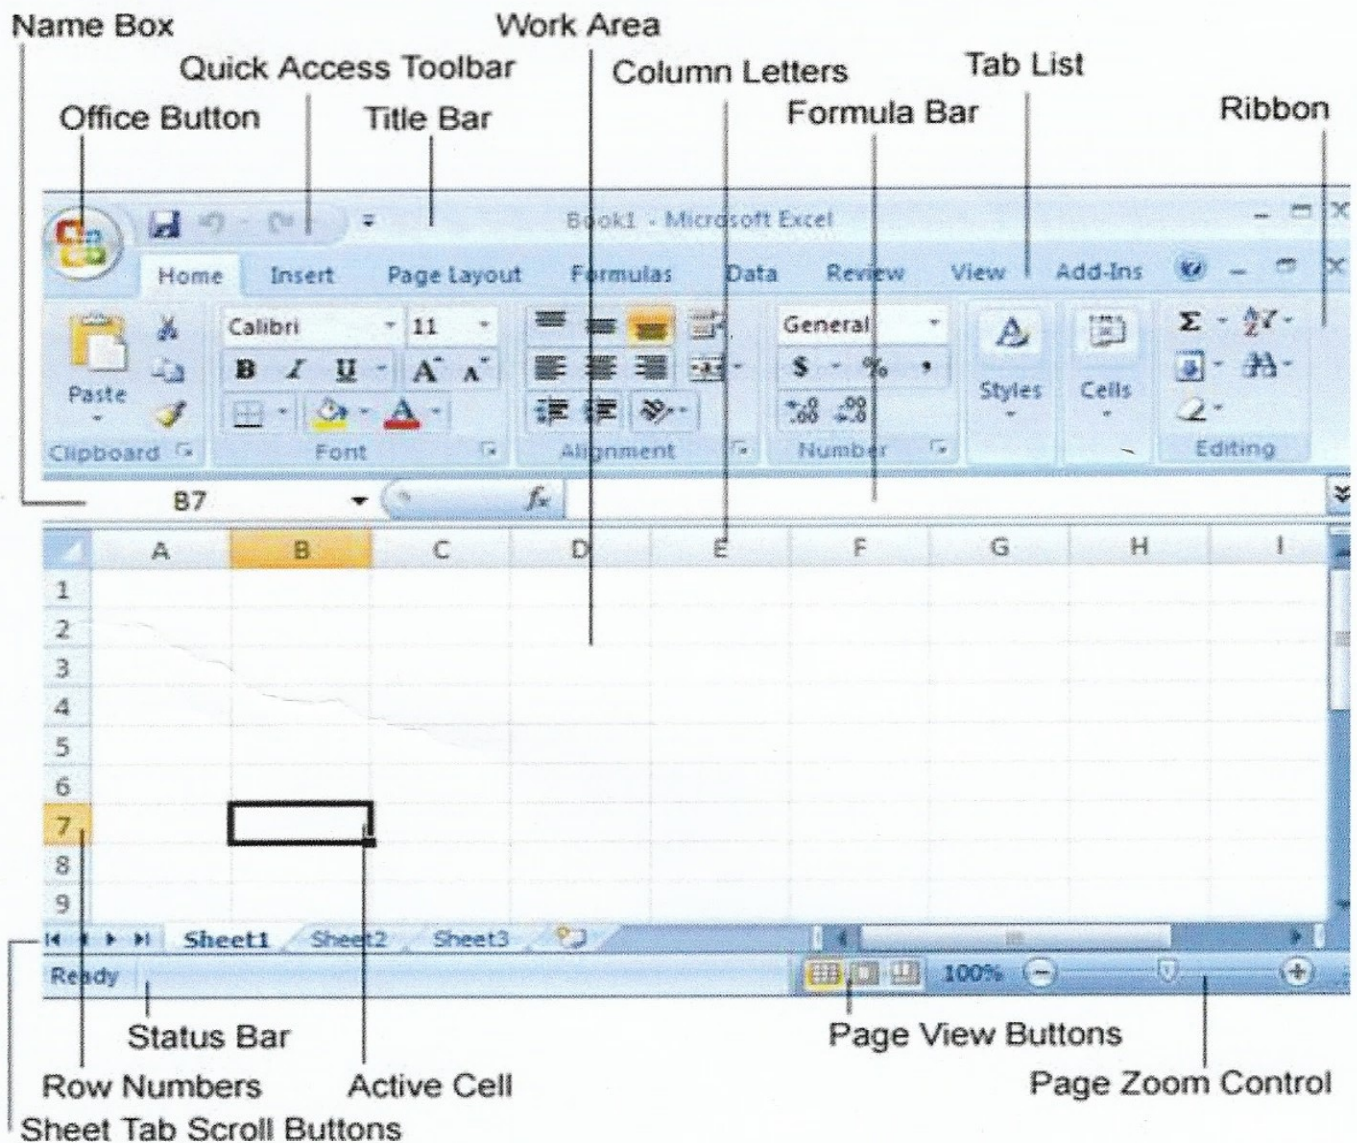 Name Box
Work Area
Quick Access Toolbar
Column Letters
Tab List
Office Button
Title Bar
Formula Bar
Ribbon
Book1 - Microsoft Excel
Home Insert Page Layout Formulas Data Review View Add-Ins
Calibri 11 General
B I U A A $ % ,
Paste Styles Cells
Clipboard Font Alignment Number Editing
B7 fx
A B C D E F G H I
1
2
3
4
5
6
7
8
9
Sheet1 Sheet2 Sheet3
Ready 100%
Status Bar
Page View Buttons
Row Numbers
Active Cell
Page Zoom Control
Sheet Tab Scroll Buttons